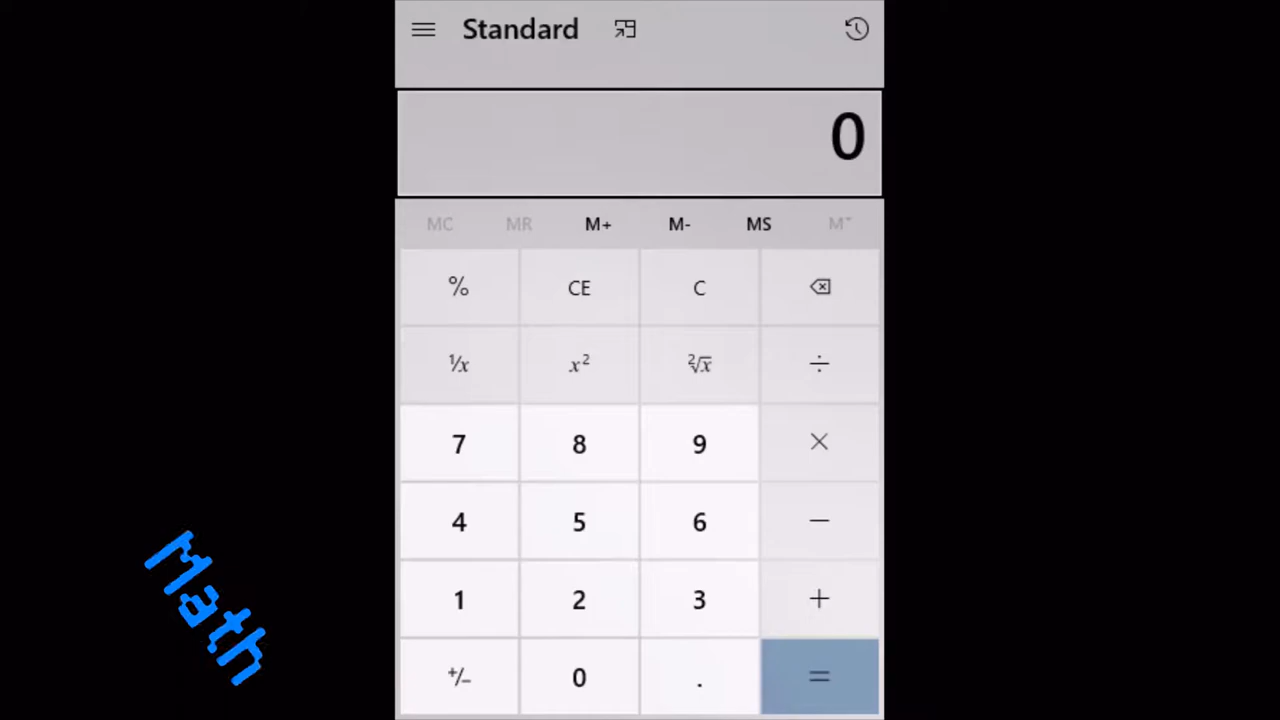 Standard
0
MC MR M+ M- MS M˅
% CE C
¹⁄x x² ²√x ÷
7 8 9 ×
4 5 6 −
1 2 3 +
+/− 0 . =
Math